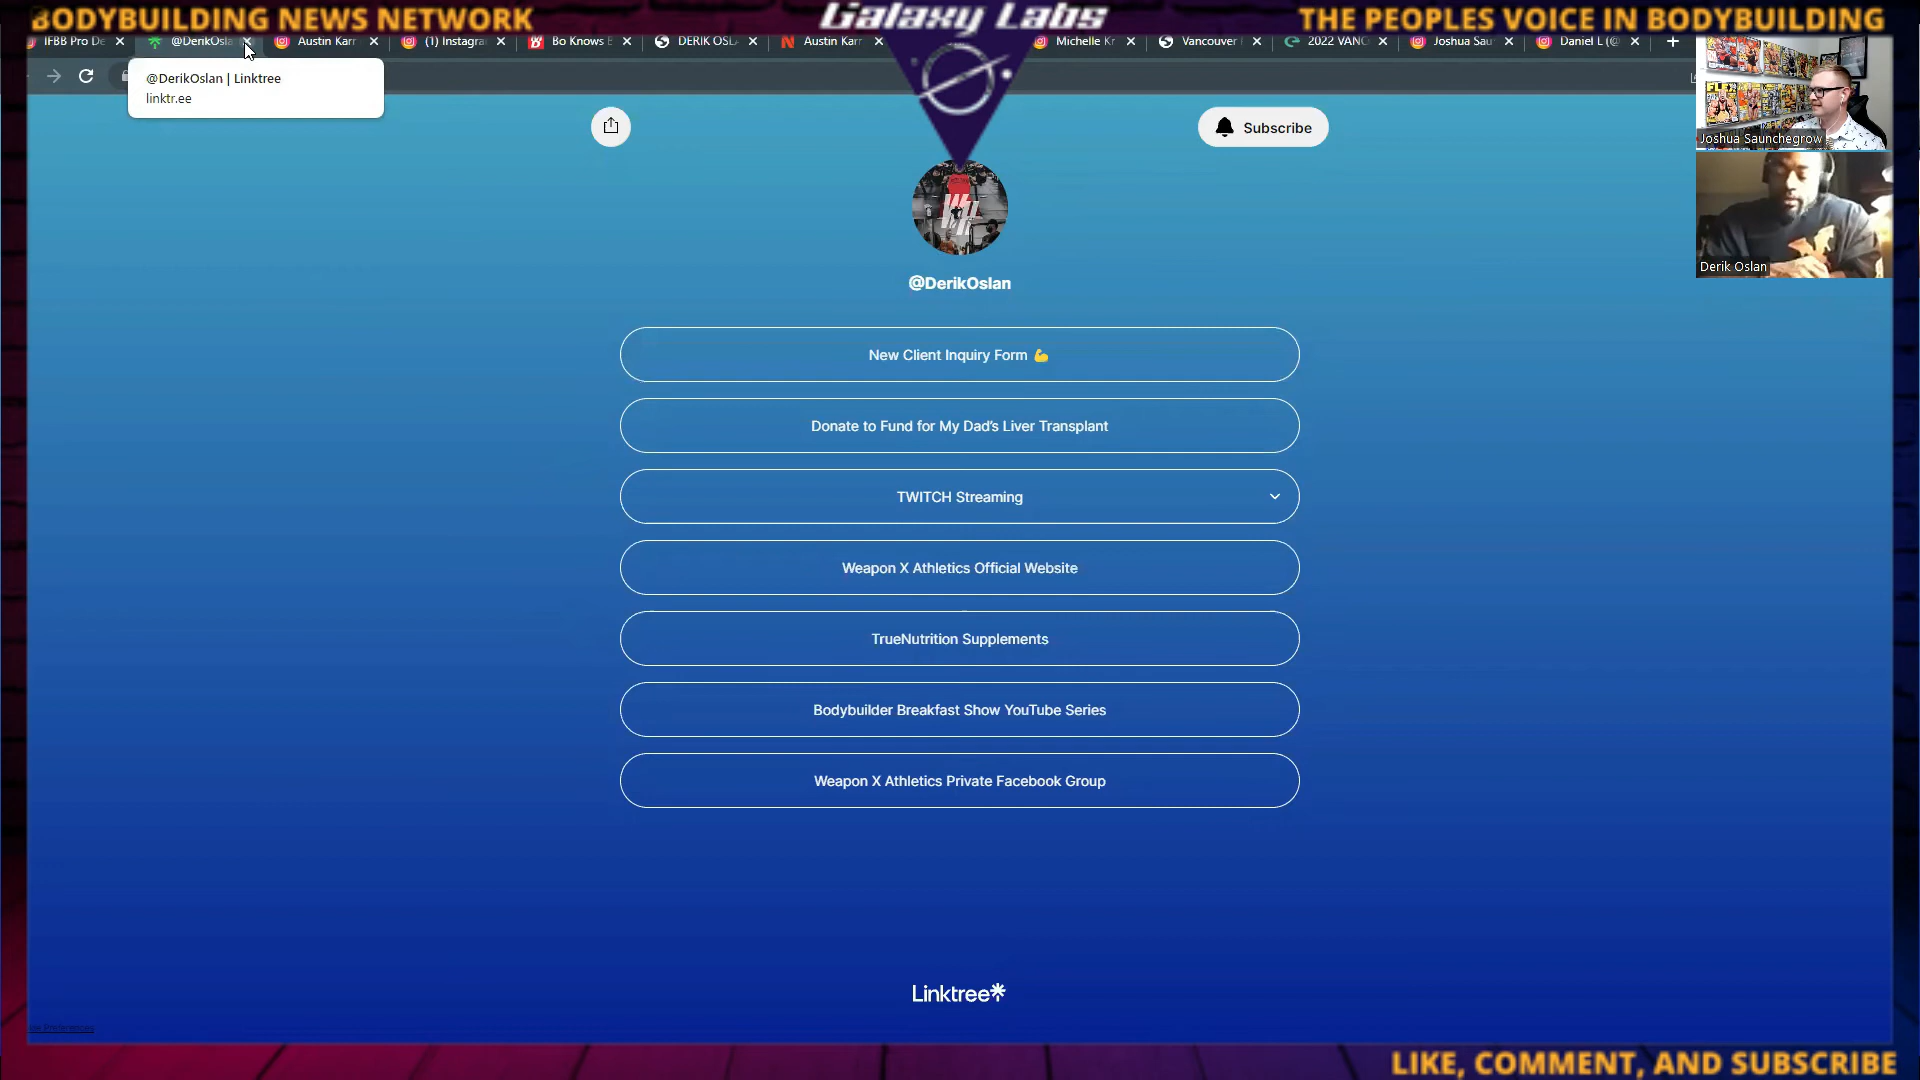 BODYBUILDING NEWS NETWORK
Galaxy Labs
THE PEOPLES VOICE IN BODYBUILDING
IFBB Pro De
@DerikOsla
Austin Karr
(1) Instagra
Bo Knows B
DERIK OSLA
Austin Karr
Michelle Kr
Vancouver
2022 VANC
Joshua Sau
Daniel L (@
@DerikOslan | Linktree
linktr.ee
Subscribe
FLEX
Joshua Saunchegrow
Derik Oslan
@DerikOslan
New Client Inquiry Form 💪
Donate to Fund for My Dad's Liver Transplant
TWITCH Streaming
Weapon X Athletics Official Website
TrueNutrition Supplements
Bodybuilder Breakfast Show YouTube Series
Weapon X Athletics Private Facebook Group
Linktree
Preferences
LIKE, COMMENT, AND SUBSCRIBE